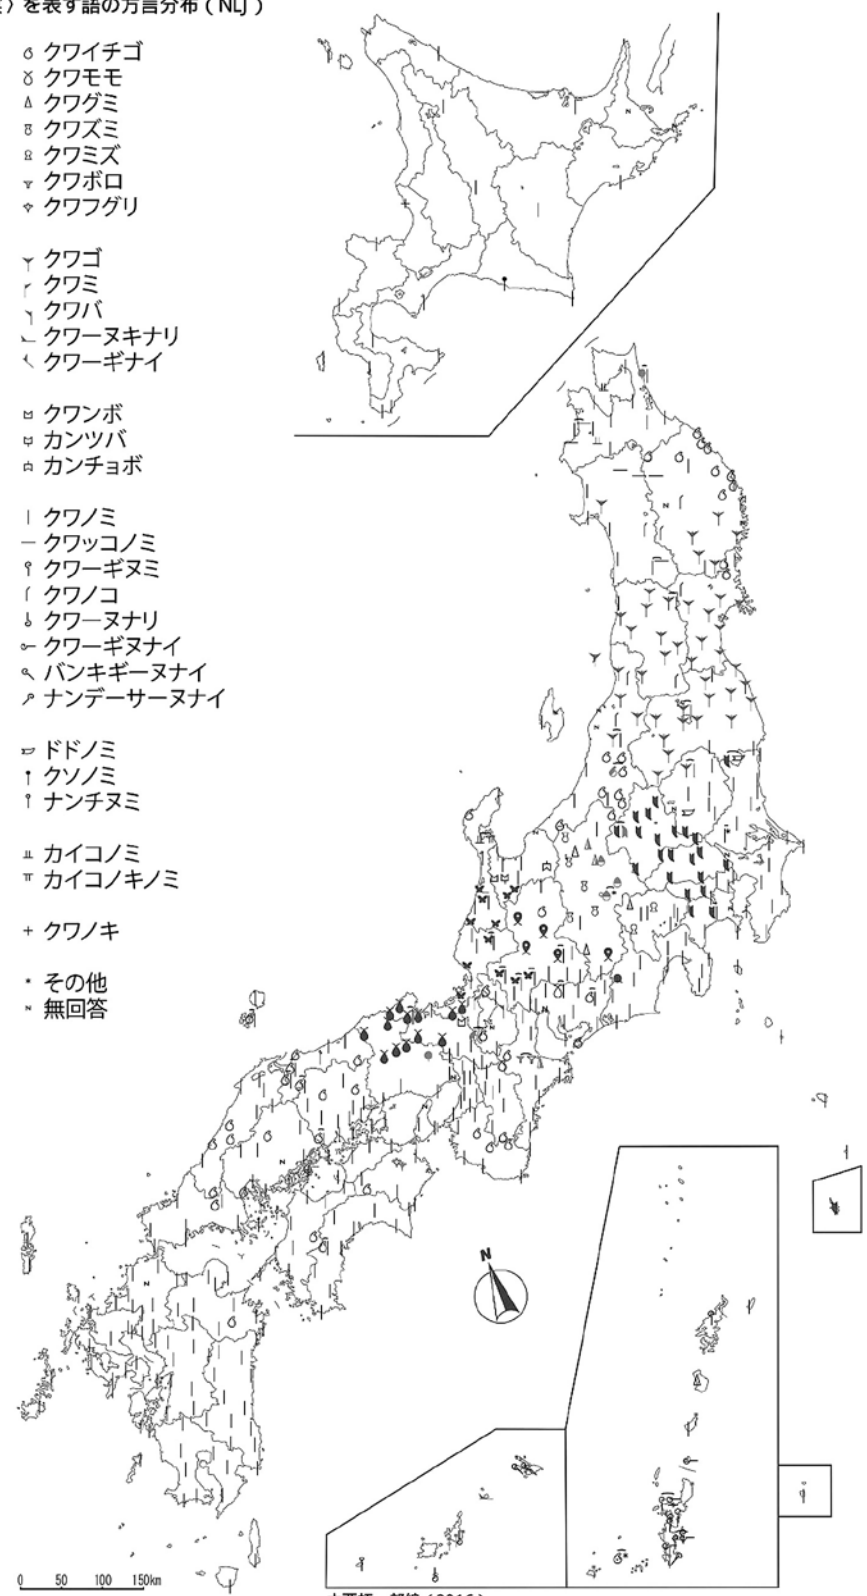 を表す語の方言分布（NLJ）
クワイチゴ
クワモモ
クワグミ
クワズミ
クワミズ
クワボロ
クワフグリ
クワゴ
クワミ
クワバ
クワーヌキナリ
クワーギナイ
クワンボ
カンツバ
カンチョボ
クワノミ
クワッコノミ
クワーギヌミ
クワノコ
クワーヌナリ
クワーギヌナイ
バンキギーヌナイ
ナンデーサーヌナイ
ドドノミ
クソノミ
ナンチヌミ
カイコノミ
カイコノキノミ
クワノキ
その他
N 無回答
N
0 50 100 150km